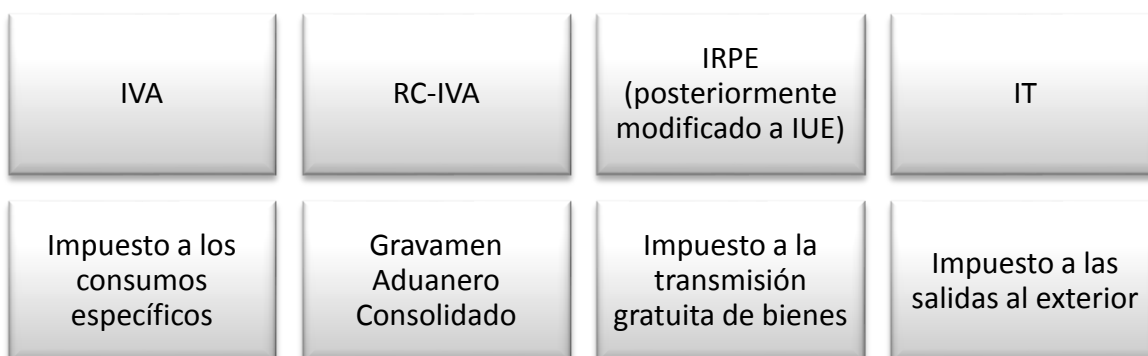 IVA
RC-IVA
IRPE
(posteriormente
modificado a IUE)
IT
Impuesto a los
consumos
específicos
Gravamen
Aduanero
Consolidado
Impuesto a la
transmisión
gratuita de bienes
Impuesto a las
salidas al exterior